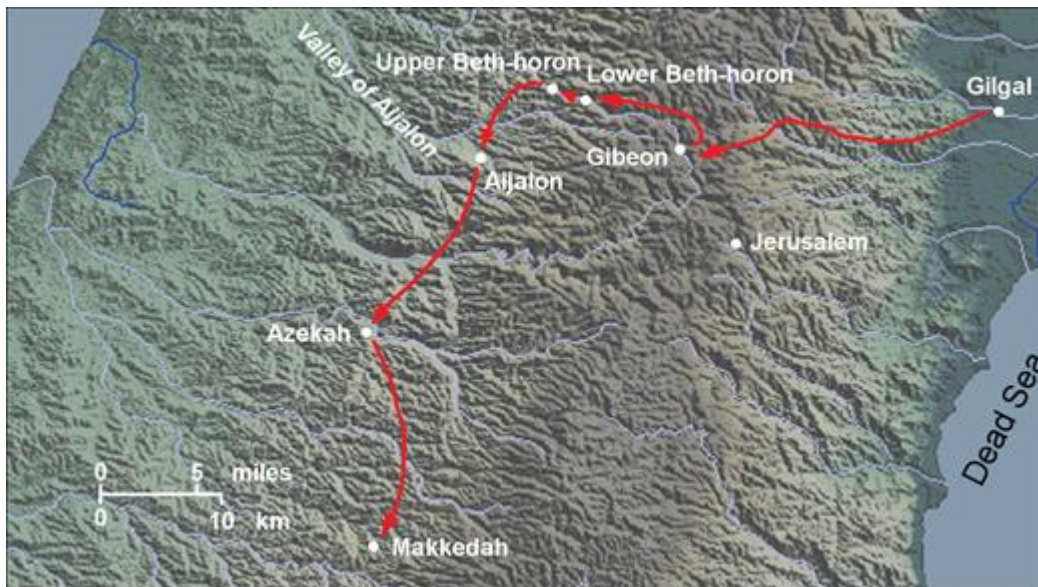 Valley of Aijalon
Upper Beth-horon
Lower Beth-horon
Gilgal
Gibeon
Aijalon
Jerusalem
Azekah
Dead Sea
0 5 miles
0 10 km
Makkedah